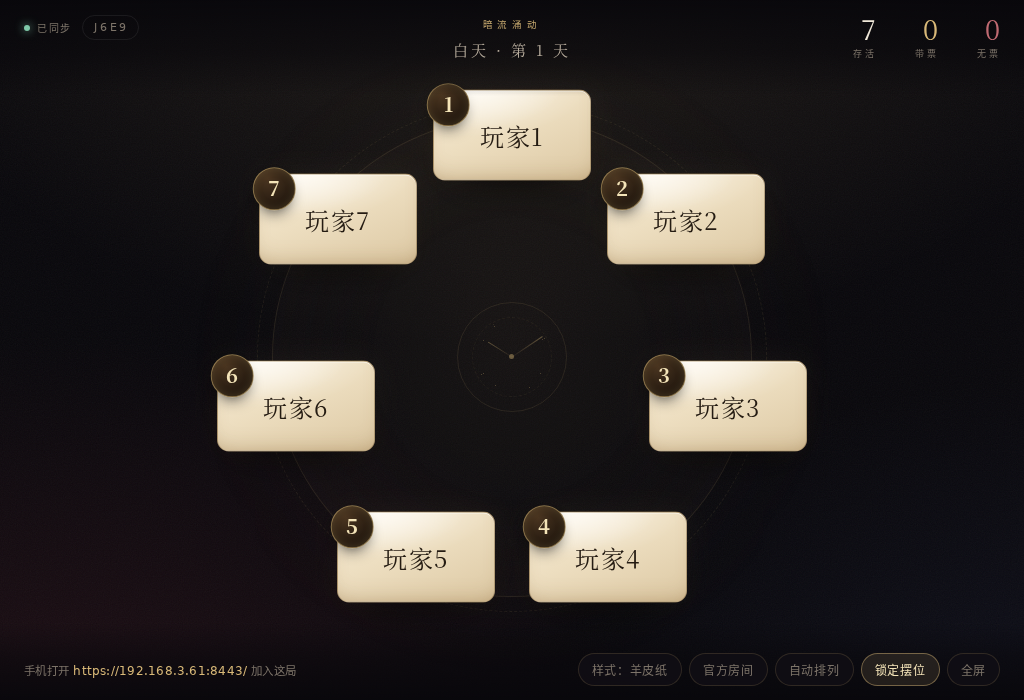 已同步 J6E9
暗流涌动
白天 · 第 1 天
7 0 0
存活 带票 无票
1
玩家1
7
玩家7
2
玩家2
6
玩家6
3
玩家3
5
玩家5
4
玩家4
手机打开 https://192.168.3.61:8443/ 加入这局
样式: 羊皮纸 官方房间 自动排列 锁定摆位 全屏